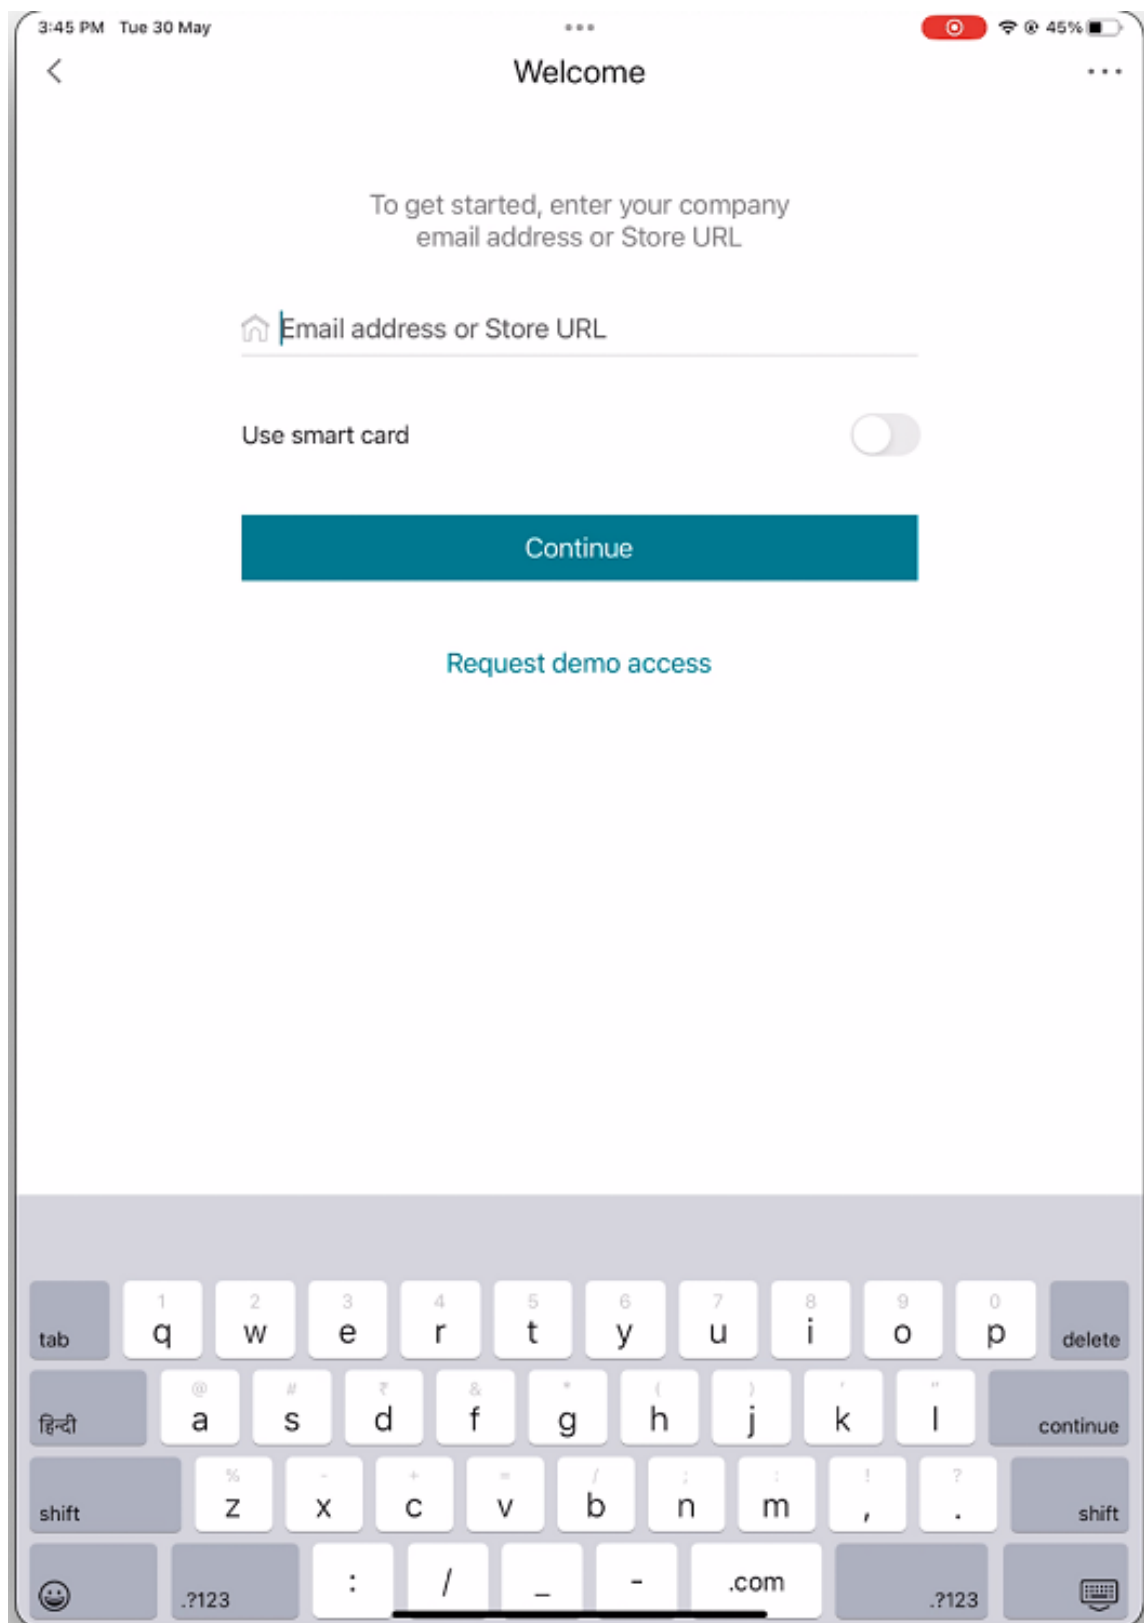 3:45 PM Tue 30 May
45%
Welcome
To get started, enter your company
email address or Store URL
Email address or Store URL
Use smart card
Continue
Request demo access
1 2 3 4 5 6 7 8 9 0
tab q w e r t y u i o p delete
@ # ₹ & * ( ) ' "
हिन्दी a s d f g h j k l continue
% - + = / ; : ! ?
shift z x c v b n m , . shift
.?123 : / _ - .com .?123